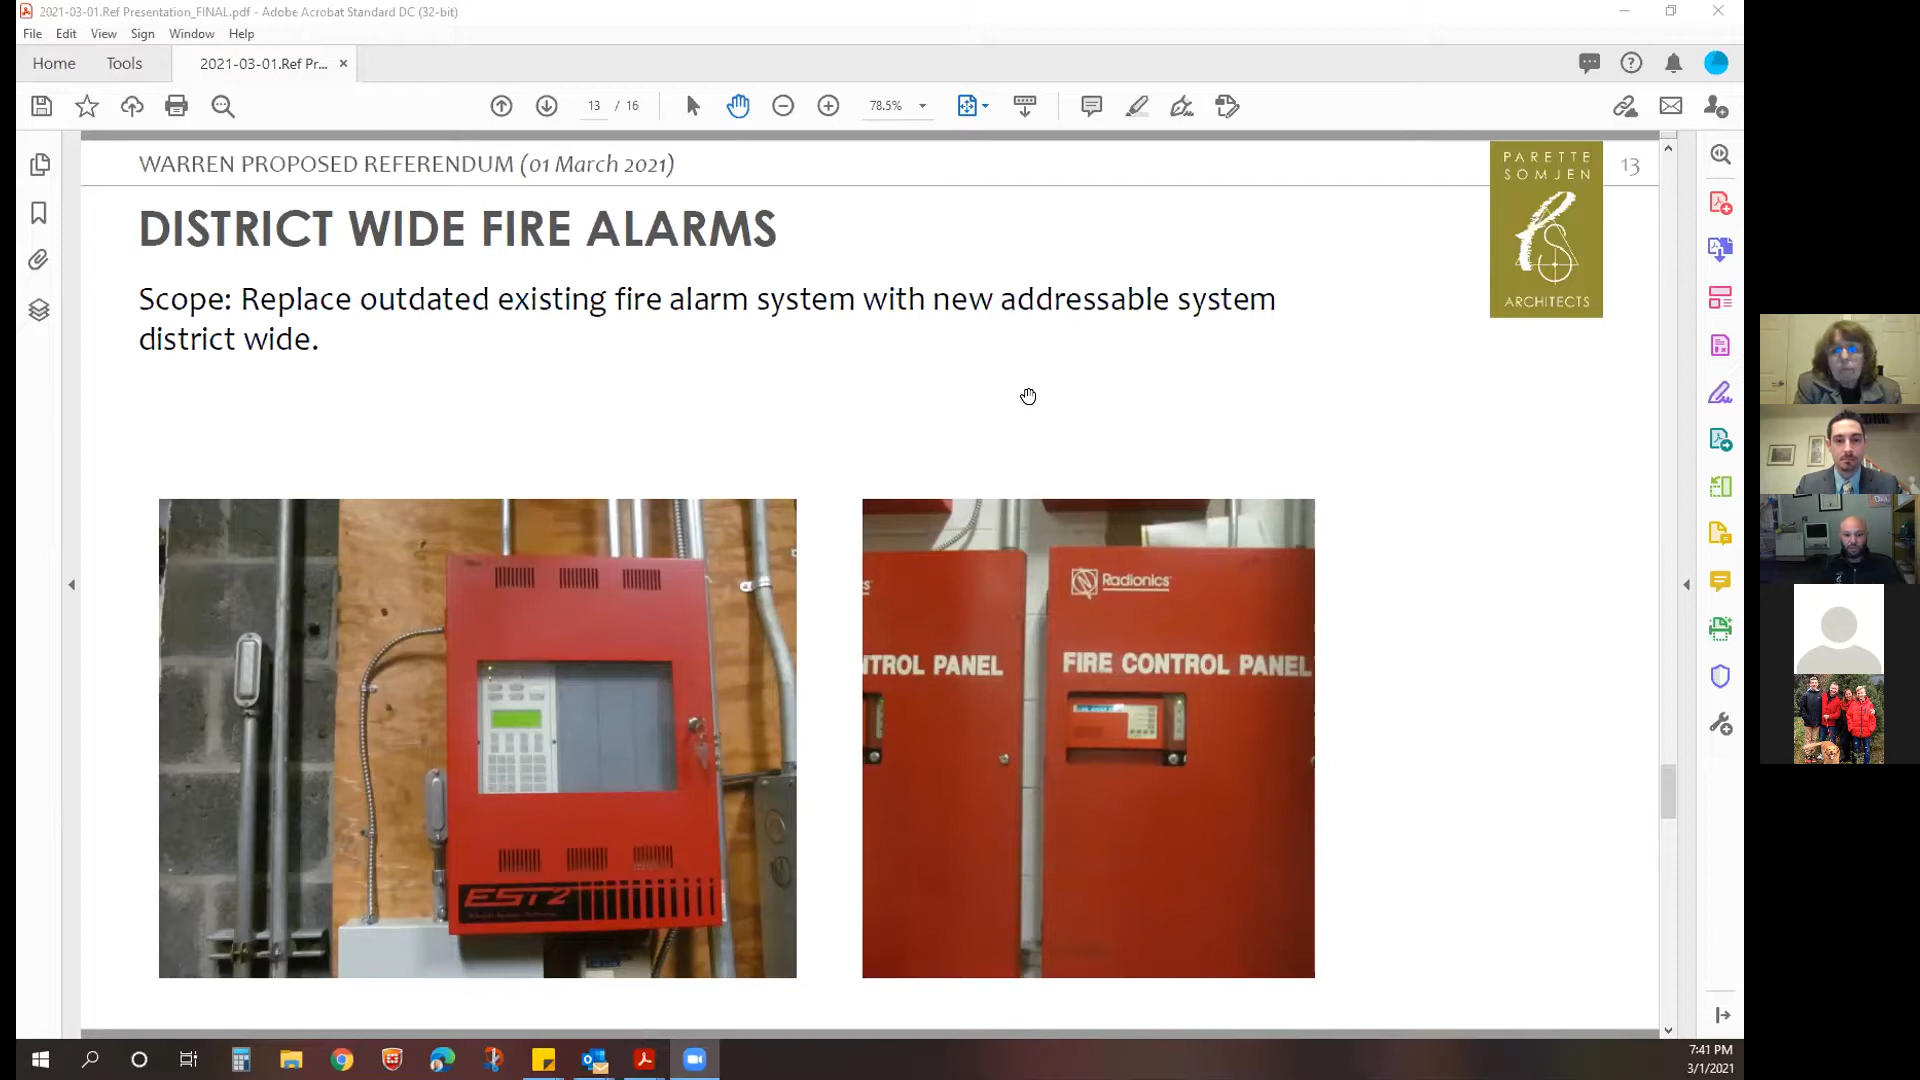 2021-03-01.Ref Presentation_FINAL.pdf - Adobe Acrobat Standard DC (32-bit)
File Edit View Sign Window Help
Home Tools 2021-03-01.Ref Pr... ×
13 / 16 78.5%
WARREN PROPOSED REFERENDUM (01 March 2021)
PARETTE
SOMJEN
ARCHITECTS
13
DISTRICT WIDE FIRE ALARMS
Scope: Replace outdated existing fire alarm system with new addressable system
district wide.
EST2
Radionics
NTROL PANEL
FIRE CONTROL PANEL
7:41 PM
3/1/2021